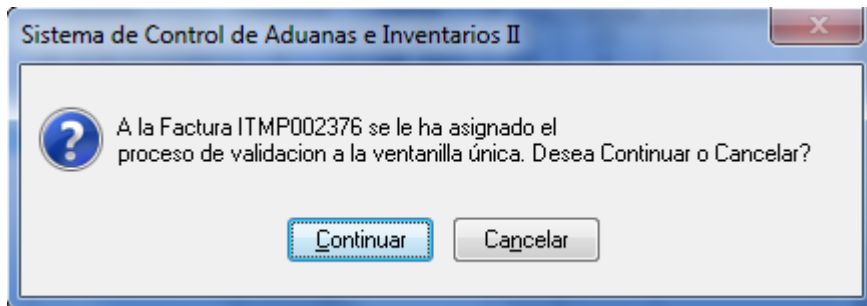 Sistema de Control de Aduanas e Inventarios II
A la Factura ITMP002376 se le ha asignado el
proceso de validacion a la ventanilla única. Desea Continuar o Cancelar?
Continuar
Cancelar